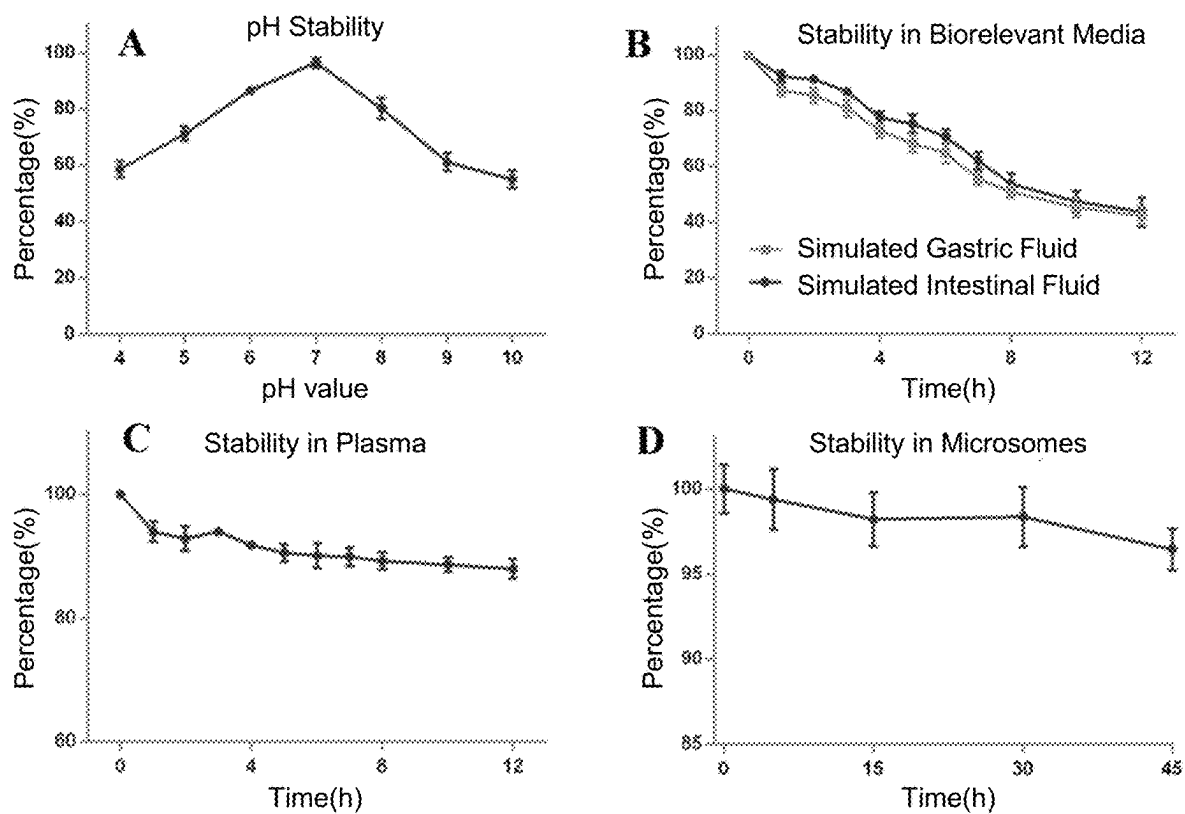 A
pH Stability
100
80
60
40
20
0
Percentage(%)
4 5 6 7 8 9 10
pH value
B
Stability in Biorelevant Media
100
80
60
40
20
0
Percentage(%)
Simulated Gastric Fluid
Simulated Intestinal Fluid
0 4 8 12
Time(h)
C
Stability in Plasma
100
80
60
Percentage(%)
0 4 8 12
Time(h)
D
Stability in Microsomes
100
95
90
85
Percentage(%)
0 15 30 45
Time(h)